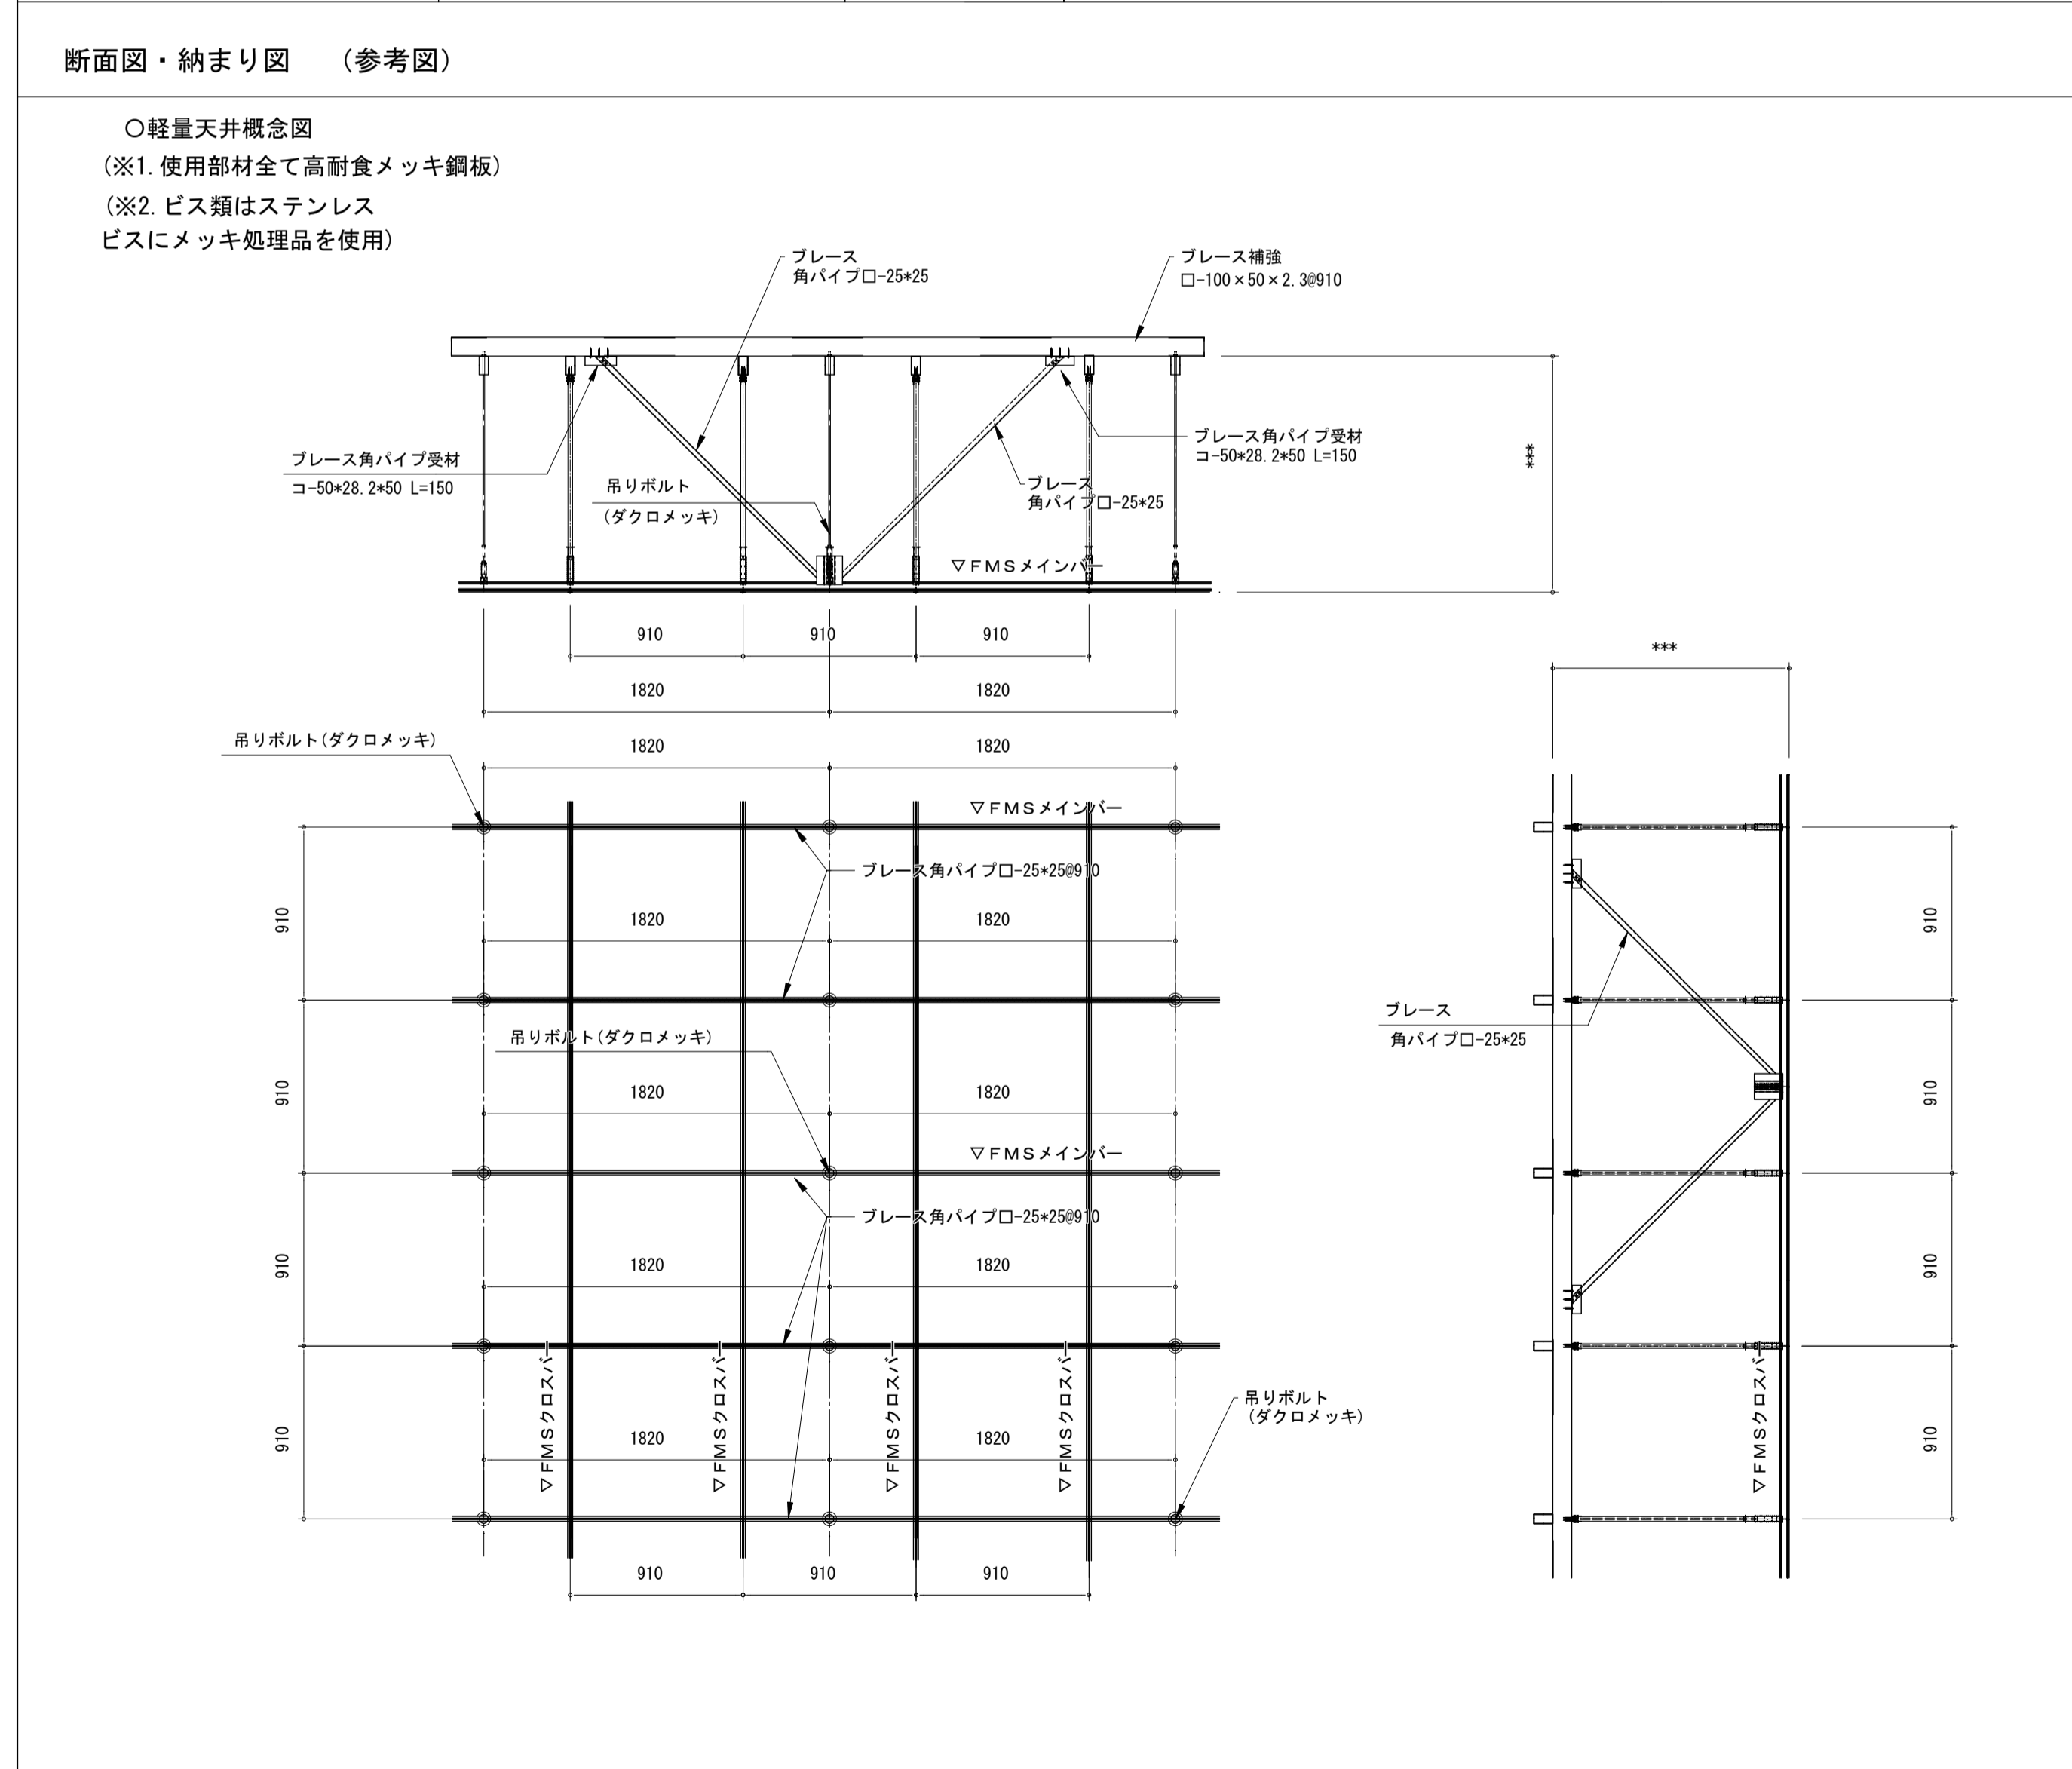 断面図・納まり図　（参考図）
○軽量天井概念図
(※1.使用部材全て高耐食メッキ鋼板)
(※2.ビス類はステンレス
ビスにメッキ処理品を使用)
ブレース
角パイプ□-25*25
ブレース補強
□-100×50×2.3@910
ブレース角パイプ受材
コ-50*28.2*50 L=150
吊りボルト
(ダクロメッキ)
ブレース角パイプ受材
コ-50*28.2*50 L=150
ブレース
角パイプ□-25*25
▽FMSメインバー
***
910
910
910
1820
1820
***
吊りボルト(ダクロメッキ)
1820
1820
▽FMSメインバー
ブレース角パイプ□-25*25@910
910
1820
1820
910
吊りボルト(ダクロメッキ)
ブレース
角パイプ□-25*25
910
1820
1820
910
▽FMSメインバー
ブレース角パイプ□-25*25@910
910
1820
1820
910
▽FMSクロスバー
▽FMSクロスバー
▽FMSクロスバー
▽FMSクロスバー
▽FMSクロスバー
吊りボルト
(ダクロメッキ)
910
1820
1820
910
910
910
910